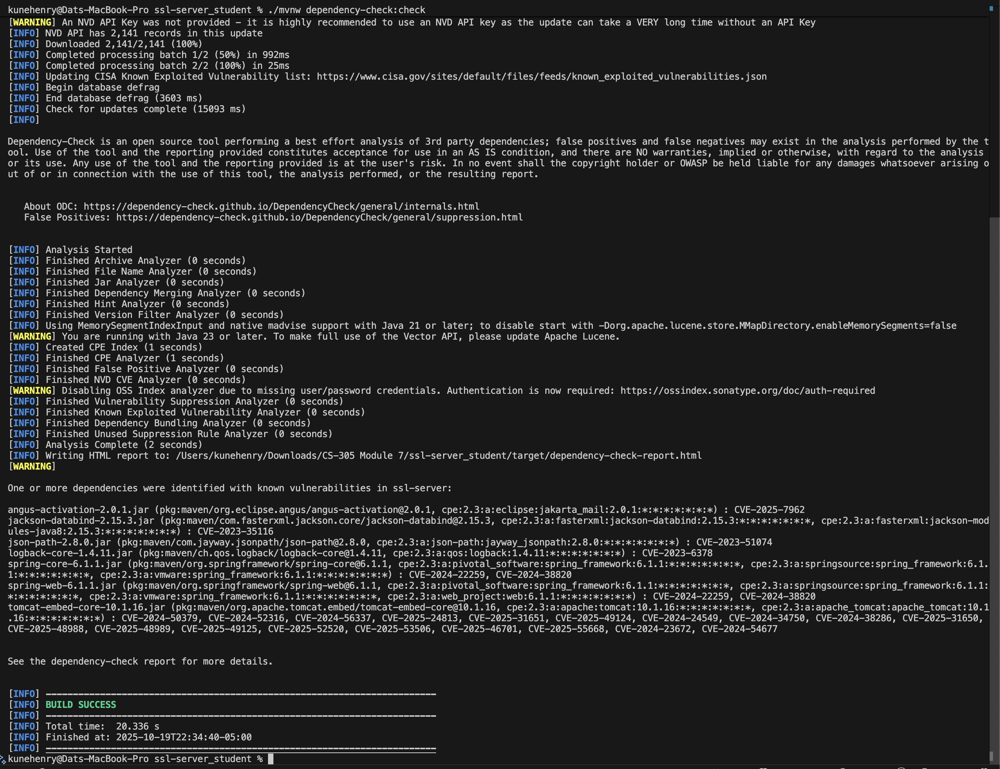 kunehenry@Dats-MacBook-Pro ssl-server_student % ./mvnw dependency-check:check
[WARNING] An NVD API Key was not provided - it is highly recommended to use an NVD API key as the update can take a VERY long time without an API Key
[INFO] NVD API has 2,141 records in this update
[INFO] Downloaded 2,141/2,141 (100%)
[INFO] Completed processing batch 1/2 (50%) in 992ms
[INFO] Completed processing batch 2/2 (100%) in 25ms
[INFO] Updating CISA Known Exploited Vulnerability list: https://www.cisa.gov/sites/default/files/feeds/known_exploited_vulnerabilities.json
[INFO] Begin database defrag
[INFO] End database defrag (3603 ms)
[INFO] Check for updates complete (15093 ms)
[INFO]
Dependency-Check is an open source tool performing a best effort analysis of 3rd party dependencies; false positives and false negatives may exist in the analysis performed by the t
ool. Use of the tool and the reporting provided constitutes acceptance for use in an AS IS condition, and there are NO warranties, implied or otherwise, with regard to the analysis
or its use. Any use of the tool and the reporting provided is at the user's risk. In no event shall the copyright holder or OWASP be held liable for any damages whatsoever arising o
ut of or in connection with the use of this tool, the analysis performed, or the resulting report.
About ODC: https://dependency-check.github.io/DependencyCheck/general/internals.html
False Positives: https://dependency-check.github.io/DependencyCheck/general/suppression.html
[INFO] Analysis Started
[INFO] Finished Archive Analyzer (0 seconds)
[INFO] Finished File Name Analyzer (0 seconds)
[INFO] Finished Jar Analyzer (0 seconds)
[INFO] Finished Dependency Merging Analyzer (0 seconds)
[INFO] Finished Hint Analyzer (0 seconds)
[INFO] Finished Version Filter Analyzer (0 seconds)
[INFO] Using MemorySegmentIndexInput and native madvise support with Java 21 or later; to disable start with -Dorg.apache.lucene.store.MMapDirectory.enableMemorySegments=false
[WARNING] You are running with Java 23 or later. To make full use of the Vector API, please update Apache Lucene.
[INFO] Created CPE Index (1 seconds)
[INFO] Finished CPE Analyzer (1 seconds)
[INFO] Finished False Positive Analyzer (0 seconds)
[INFO] Finished NVD CVE Analyzer (0 seconds)
[WARNING] Disabling OSS Index analyzer due to missing user/password credentials. Authentication is now required: https://ossindex.sonatype.org/doc/auth-required
[INFO] Finished Vulnerability Suppression Analyzer (0 seconds)
[INFO] Finished Known Exploited Vulnerability Analyzer (0 seconds)
[INFO] Finished Dependency Bundling Analyzer (0 seconds)
[INFO] Finished Unused Suppression Rule Analyzer (0 seconds)
[INFO] Analysis Complete (2 seconds)
[INFO] Writing HTML report to: /Users/kunehenry/Downloads/CS-305 Module 7/ssl-server_student/target/dependency-check-report.html
[WARNING]
One or more dependencies were identified with known vulnerabilities in ssl-server:
angus-activation-2.0.1.jar (pkg:maven/org.eclipse.angus/angus-activation@2.0.1, cpe:2.3:a:eclipse:jakarta_mail:2.0.1:*:*:*:*:*:*:*) : CVE-2025-7962
jackson-databind-2.15.3.jar (pkg:maven/com.fasterxml.jackson.core/jackson-databind@2.15.3, cpe:2.3:a:fasterxml:jackson-databind:2.15.3:*:*:*:*:*:*:*, cpe:2.3:a:fasterxml:jackson-mod
ules-java8:2.15.3:*:*:*:*:*:*:*) : CVE-2023-35116
json-path-2.8.0.jar (pkg:maven/com.jayway.jsonpath/json-path@2.8.0, cpe:2.3:a:json-path:jayway_jsonpath:2.8.0:*:*:*:*:*:*:*) : CVE-2023-51074
logback-core-1.4.11.jar (pkg:maven/ch.qos.logback/logback-core@1.4.11, cpe:2.3:a:qos:logback:1.4.11:*:*:*:*:*:*:*) : CVE-2023-6378
spring-core-6.1.1.jar (pkg:maven/org.springframework/spring-core@6.1.1, cpe:2.3:a:pivotal_software:spring_framework:6.1.1:*:*:*:*:*:*:*, cpe:2.3:a:springsource:spring_framework:6.1.
1:*:*:*:*:*:*:*, cpe:2.3:a:vmware:spring_framework:6.1.1:*:*:*:*:*:*:*) : CVE-2024-22259, CVE-2024-38820
spring-web-6.1.1.jar (pkg:maven/org.springframework/spring-web@6.1.1, cpe:2.3:a:pivotal_software:spring_framework:6.1.1:*:*:*:*:*:*:*, cpe:2.3:a:springsource:spring_framework:6.1.1:
*:*:*:*:*:*:*, cpe:2.3:a:vmware:spring_framework:6.1.1:*:*:*:*:*:*:*, cpe:2.3:a:web_project:web:6.1.1:*:*:*:*:*:*:*) : CVE-2024-22259, CVE-2024-38820
tomcat-embed-core-10.1.16.jar (pkg:maven/org.apache.tomcat.embed/tomcat-embed-core@10.1.16, cpe:2.3:a:apache:tomcat:10.1.16:*:*:*:*:*:*:*, cpe:2.3:a:apache_tomcat:apache_tomcat:10.1
.16:*:*:*:*:*:*:*) : CVE-2024-50379, CVE-2024-52316, CVE-2024-56337, CVE-2025-24813, CVE-2025-31651, CVE-2025-49124, CVE-2024-24549, CVE-2024-34750, CVE-2024-38286, CVE-2025-31650,
CVE-2025-48988, CVE-2025-48989, CVE-2025-49125, CVE-2025-52520, CVE-2025-53506, CVE-2025-46701, CVE-2025-55668, CVE-2024-23672, CVE-2024-54677
See the dependency-check report for more details.
[INFO] ------------------------------------------------------------------------
[INFO] BUILD SUCCESS
[INFO] ------------------------------------------------------------------------
[INFO] Total time:  20.336 s
[INFO] Finished at: 2025-10-19T22:34:40-05:00
[INFO] ------------------------------------------------------------------------
kunehenry@Dats-MacBook-Pro ssl-server_student %